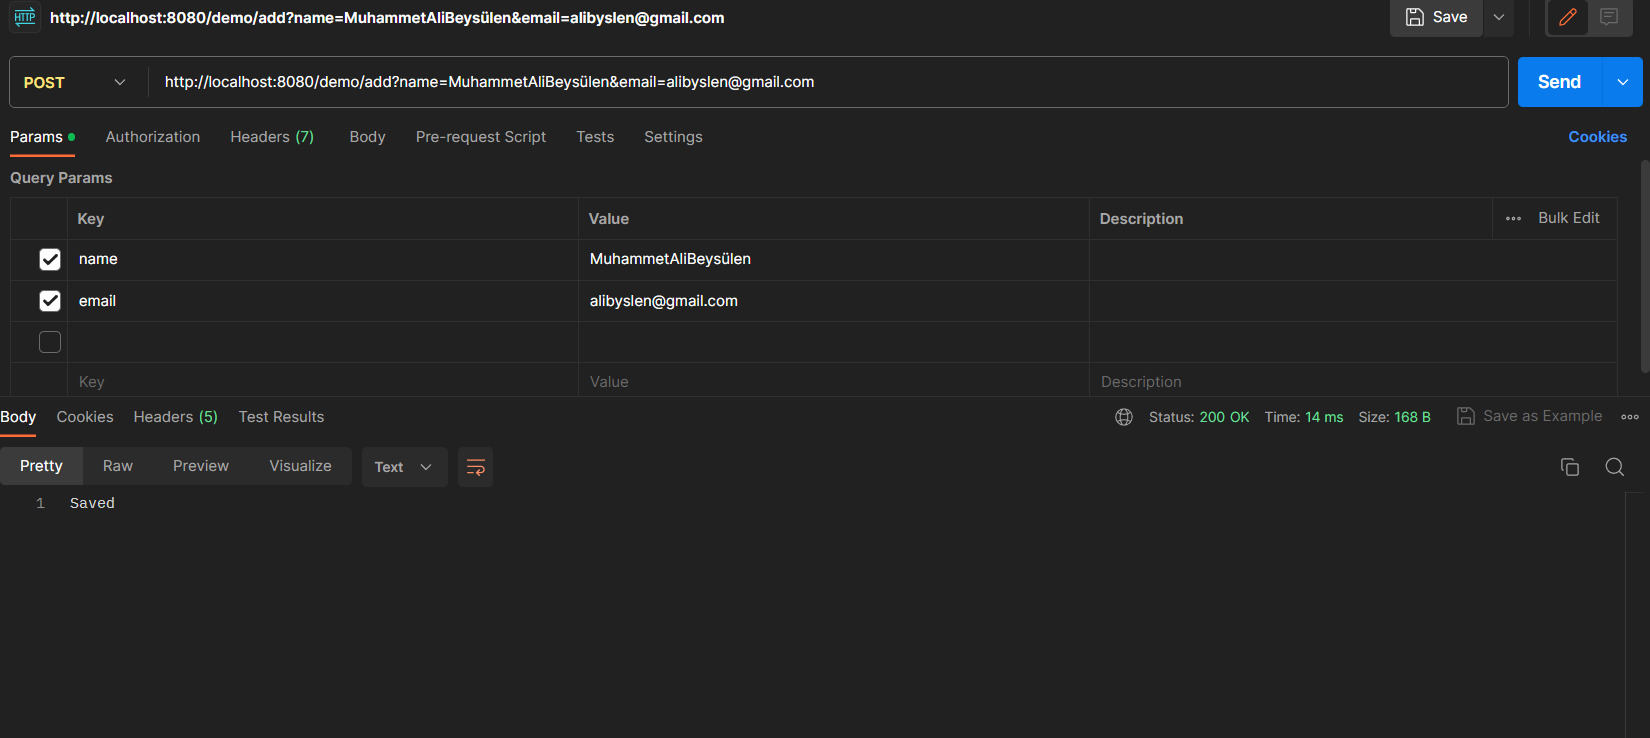 HTTP http://localhost:8080/demo/add?name=MuhammetAliBeysülen&email=alibyslen@gmail.com Save
POST http://localhost:8080/demo/add?name=MuhammetAliBeysülen&email=alibyslen@gmail.com Send
Params Authorization Headers (7) Body Pre-request Script Tests Settings Cookies
Query Params
Key Value Description Bulk Edit
name MuhammetAliBeysülen
email alibyslen@gmail.com
Key Value Description
Body Cookies Headers (5) Test Results Status: 200 OK Time: 14 ms Size: 168 B Save as Example
Pretty Raw Preview Visualize Text
1 Saved